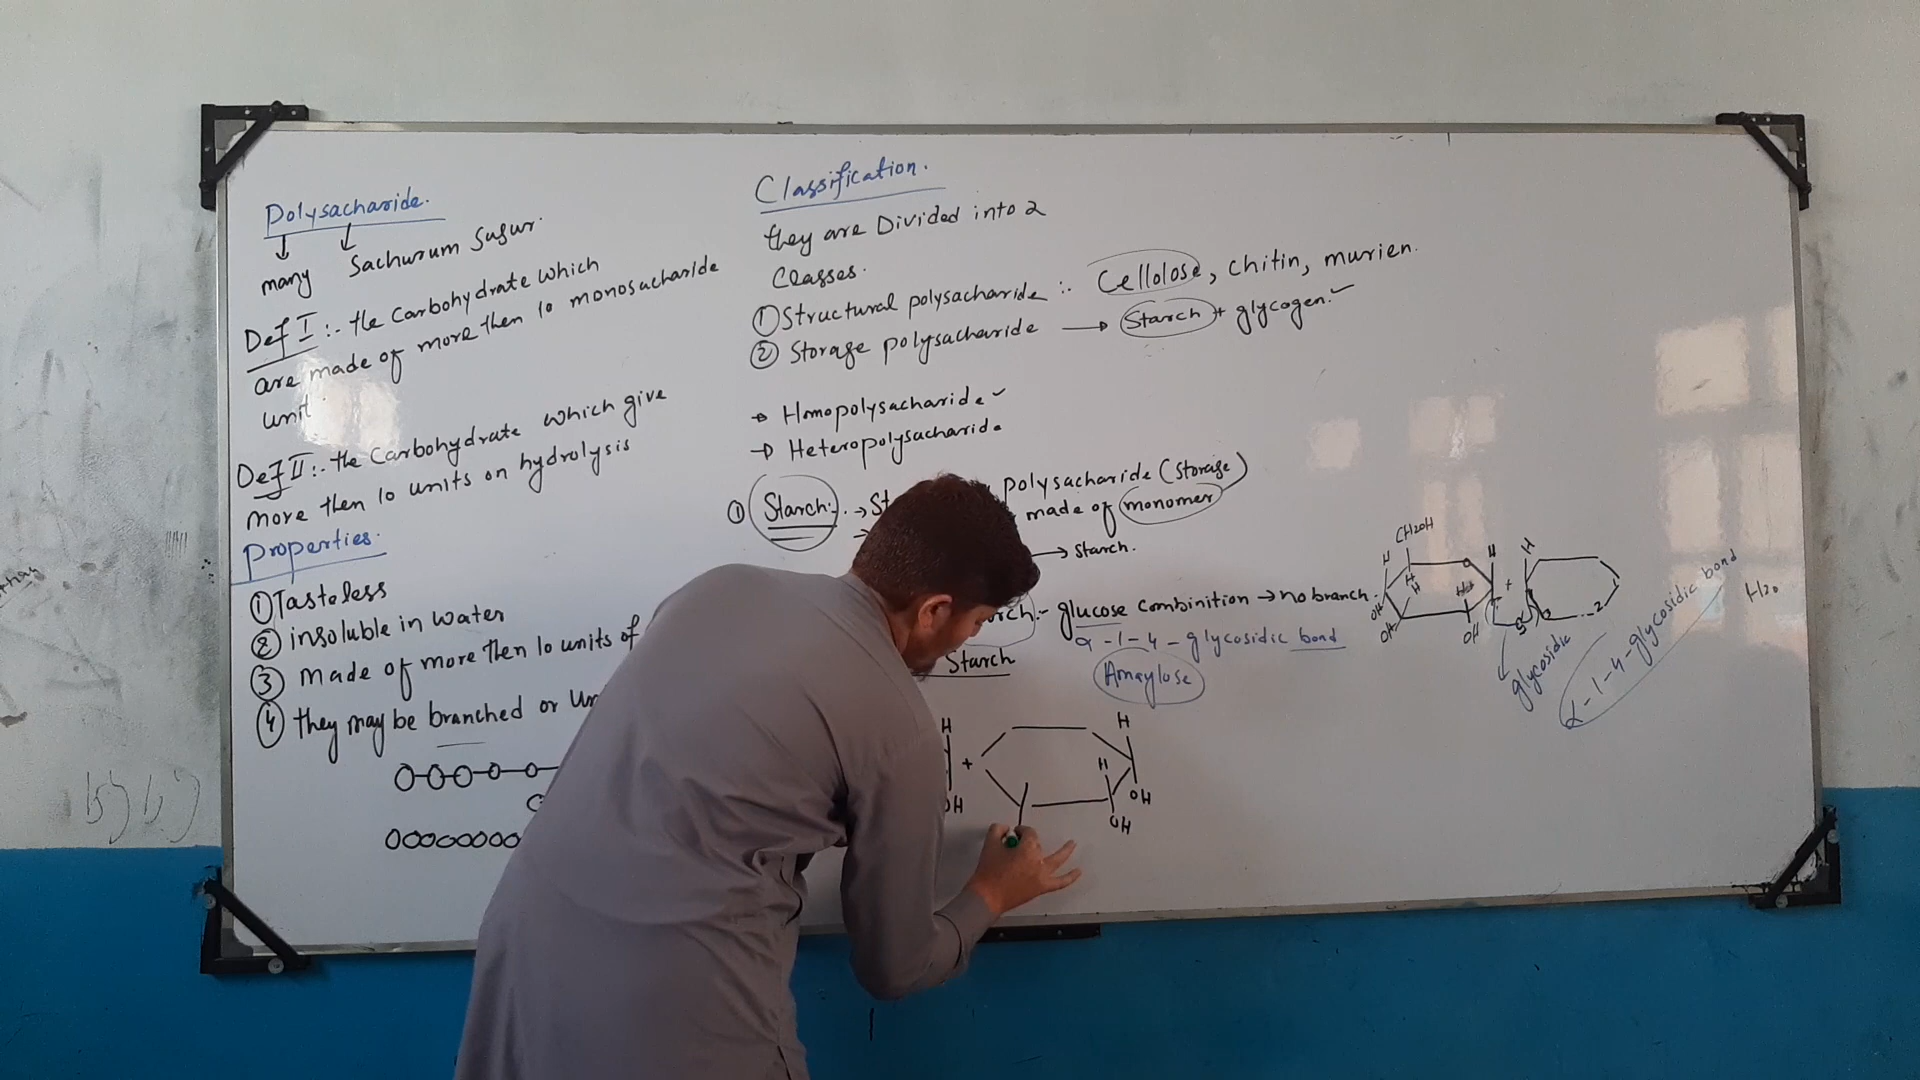 Polysacharide.
many Sachurum Sugur.
Def I :- the Carbohydrate which
are made of more then 10 monosacharide
unit.
Def II :- the Carbohydrate which give
more then 10 units on hydrolysis
Properties.
① Tasteless
② insoluble in water
③ Made of more then 10 units of
④ they may be branched or
Classification.
they are Divided into 2
Classes.
① Structural polysacharide :- Cellolose, chitin, murien.
② Storage polysacharide → Starch + glycogen.
→ Homopolysacharide
→ Heteropolysacharide
① Starch :- → St polysacharide (Storage)
made of monomer
→ Starch.
rch :- glucose Combinition → no branch.
α-1-4-glycosidic bond
Starch
Amaylose
H
+
H
H
OH
OH
OH
CH2OH
H
H
H
H
+
H
OH
OH
OH
glycosidic
α-1-4-glycosidic bond
H2o